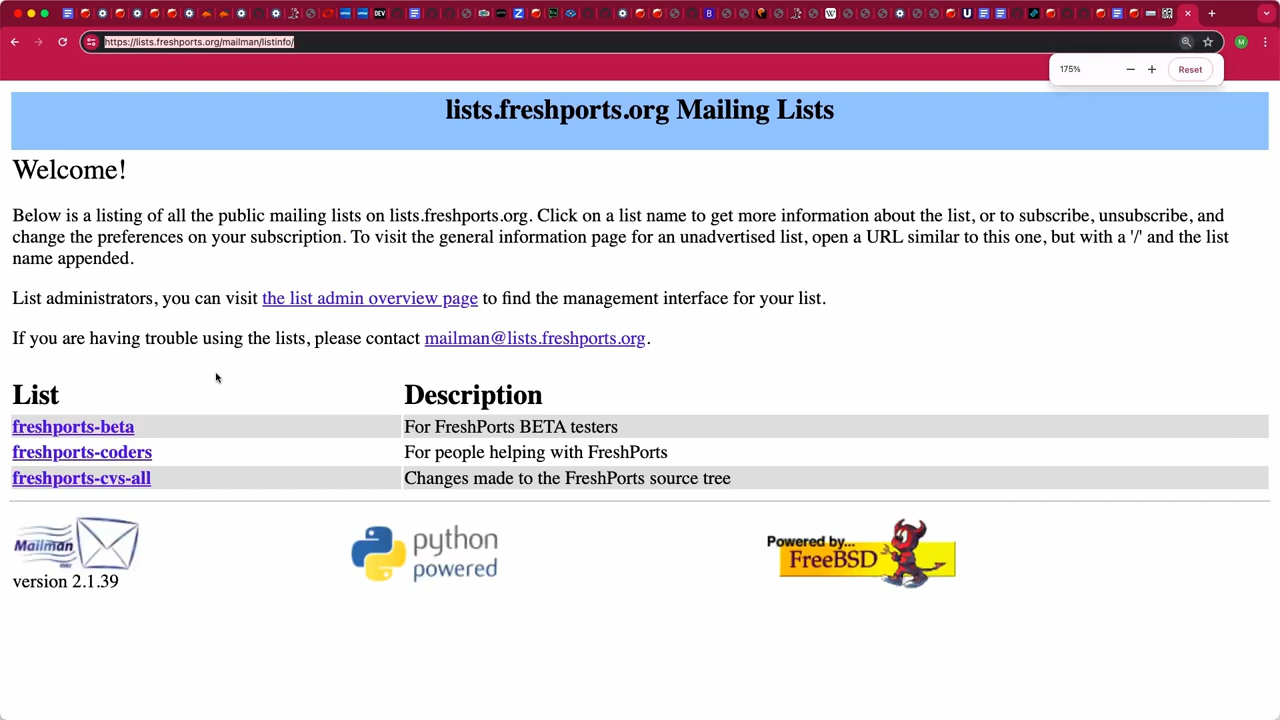 https://lists.freshports.org/mailman/listinfo/
M
175%
Reset
lists.freshports.org Mailing Lists
Welcome!
Below is a listing of all the public mailing lists on lists.freshports.org. Click on a list name to get more information about the list, or to subscribe, unsubscribe, and
change the preferences on your subscription. To visit the general information page for an unadvertised list, open a URL similar to this one, but with a '/' and the list
name appended.
List administrators, you can visit the list admin overview page to find the management interface for your list.
If you are having trouble using the lists, please contact mailman@lists.freshports.org.
List Description
freshports-beta For FreshPorts BETA testers
freshports-coders For people helping with FreshPorts
freshports-cvs-all Changes made to the FreshPorts source tree
Mailman
version 2.1.39
python
powered
Powered by...
FreeBSD